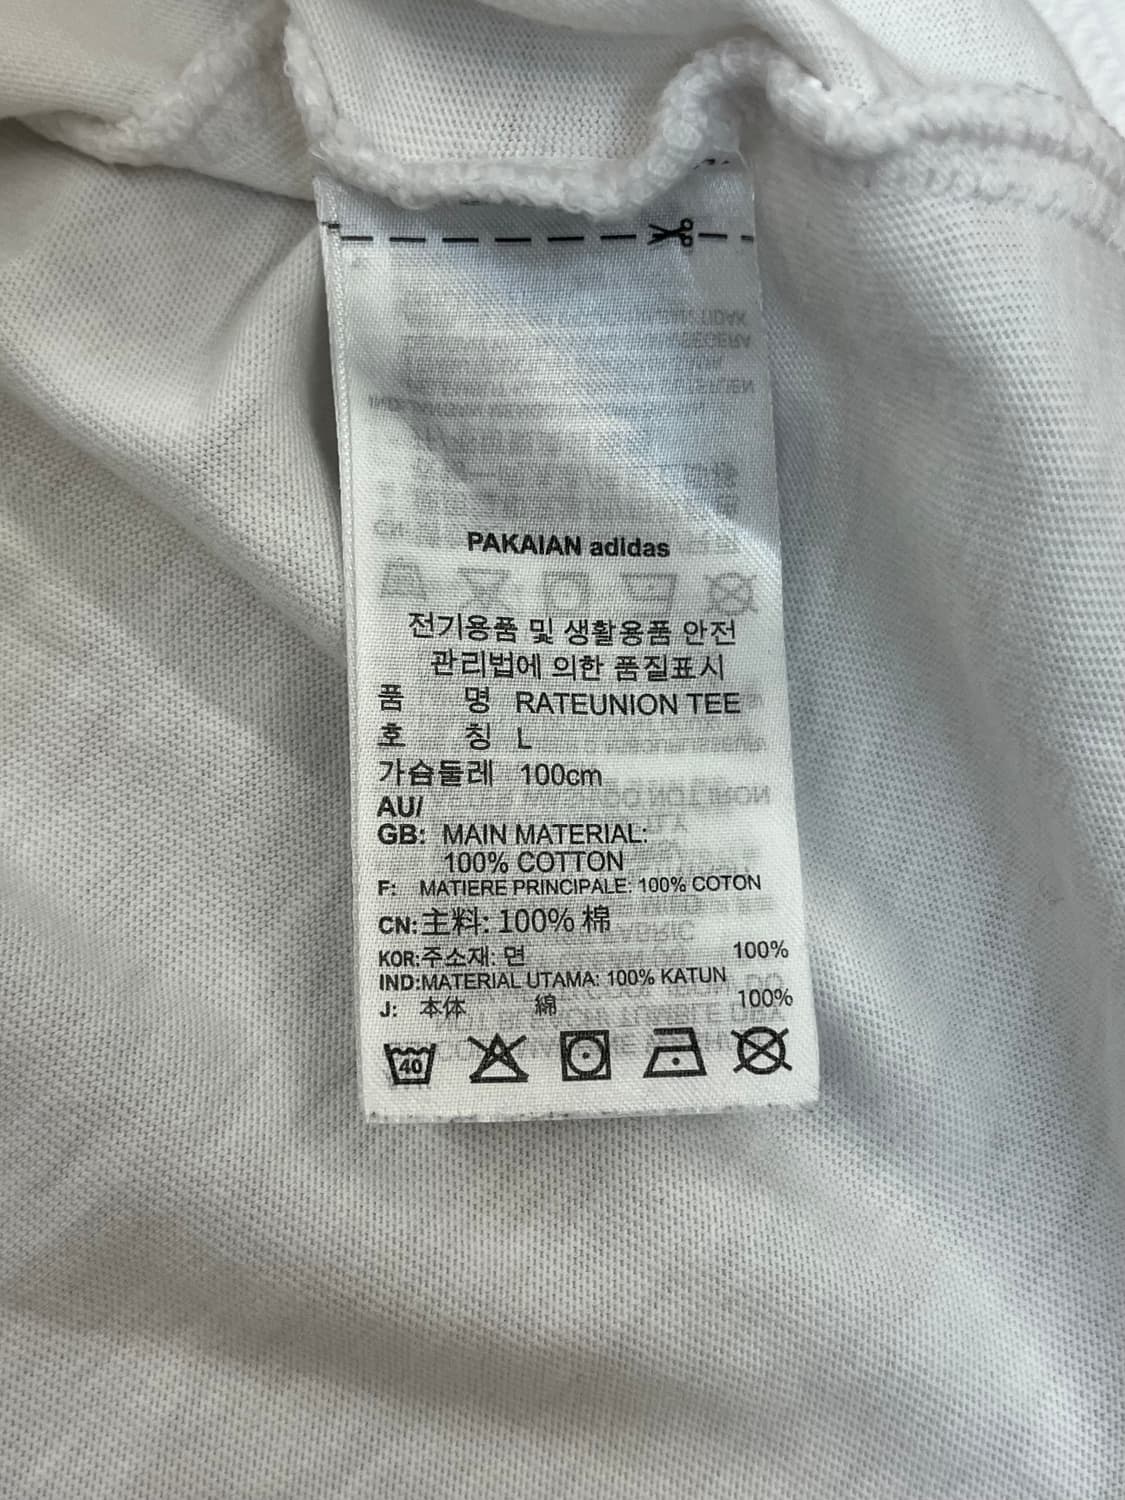 PAKAIAN adidas
전기용품 및 생활용품 안전
관리법에 의한 품질표시
품 명 RATEUNION TEE
호 칭 L
가슴둘레 100cm
AU/
GB: MAIN MATERIAL:
100% COTTON
F: MATIERE PRINCIPALE: 100% COTON
CN:主料: 100% 棉
KOR:주소재: 면 100%
IND:MATERIAL UTAMA: 100% KATUN
J: 本体 綿 100%
40